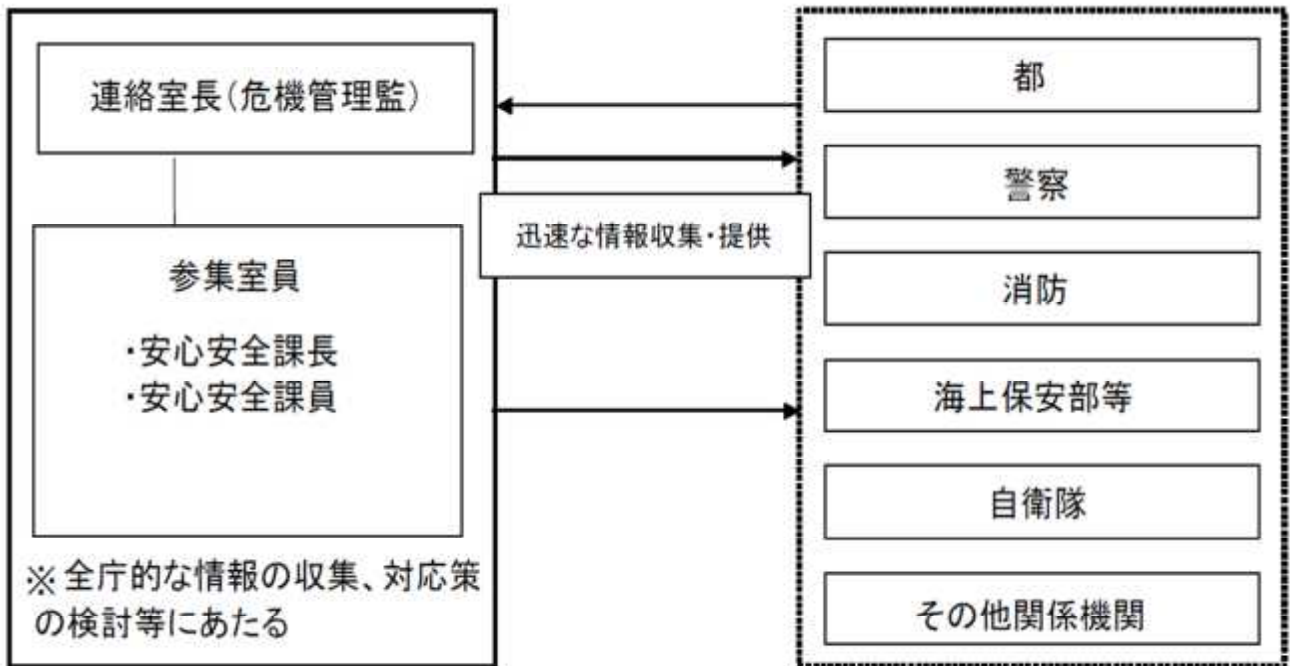 連絡室長(危機管理監)
参集室員
・安心安全課長
・安心安全課員
※全庁的な情報の収集、対応策
の検討等にあたる
迅速な情報収集・提供
都
警察
消防
海上保安部等
自衛隊
その他関係機関